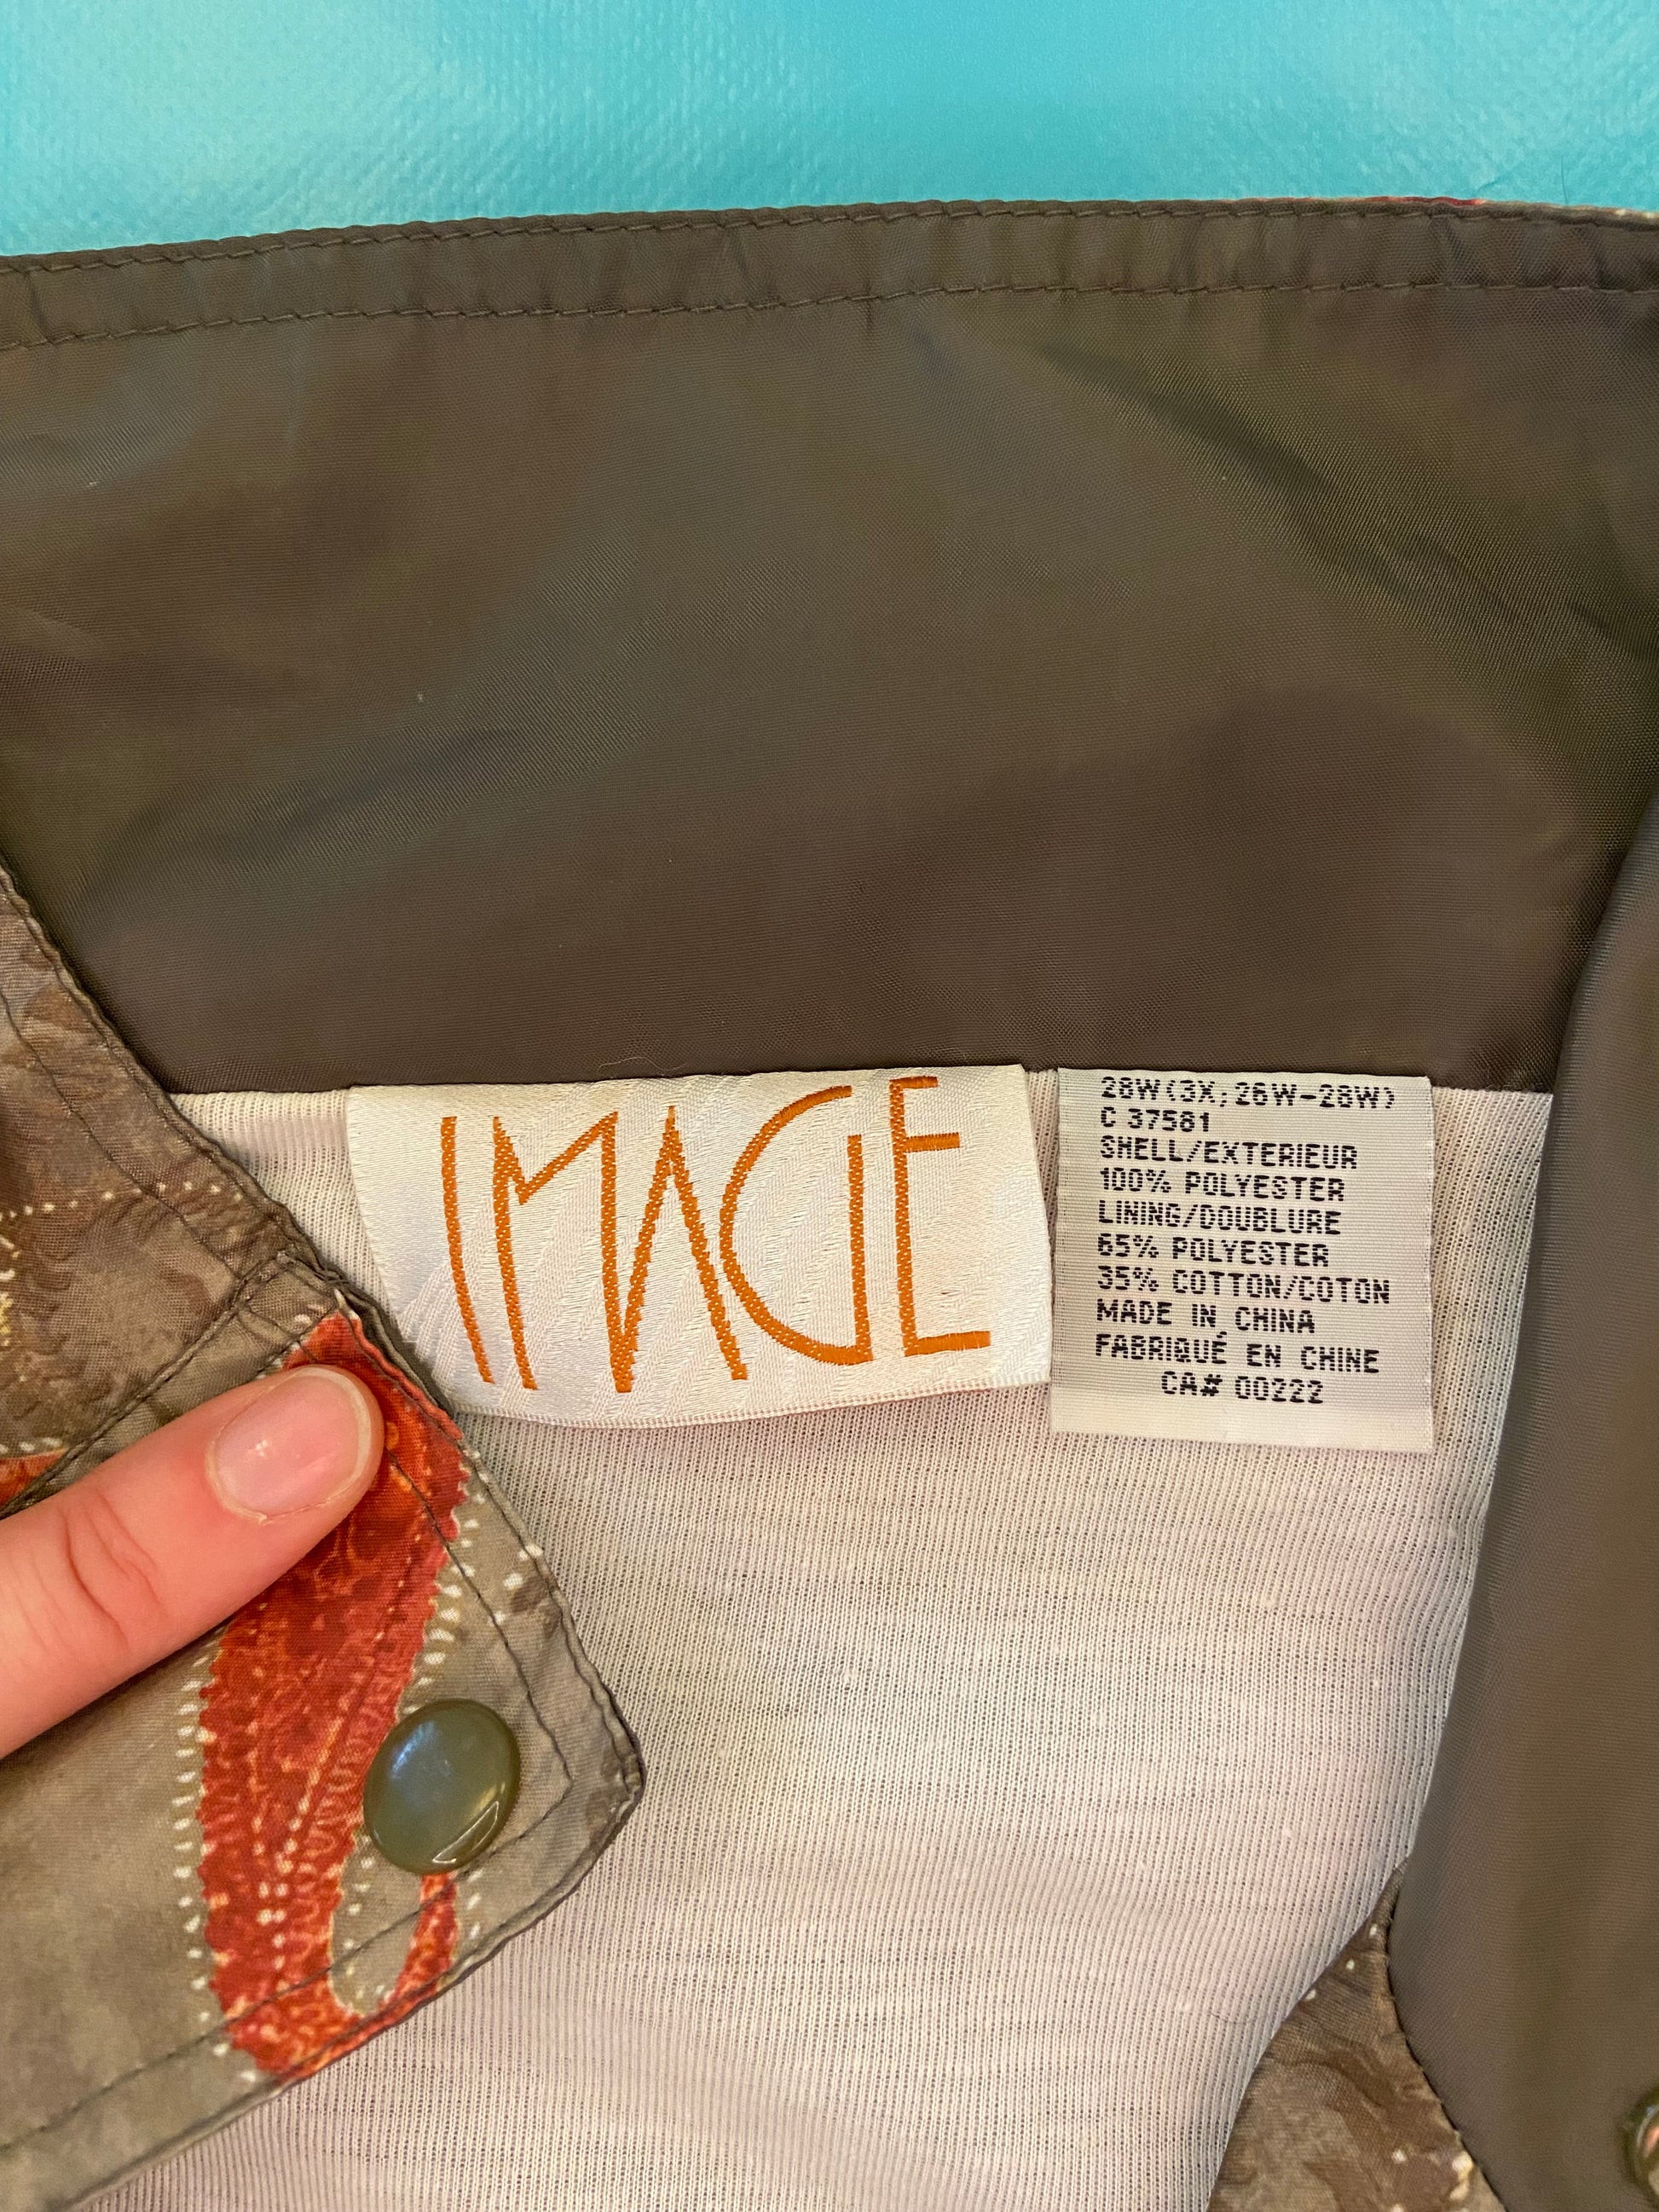 IMAGE
28W(3X;26W-28W)
C 37581
SHELL/EXTERIEUR
100% POLYESTER
LINING/DOUBLURE
65% POLYESTER
35% COTTON/COTON
MADE IN CHINA
FABRIQUÉ EN CHINE
CA# 00222